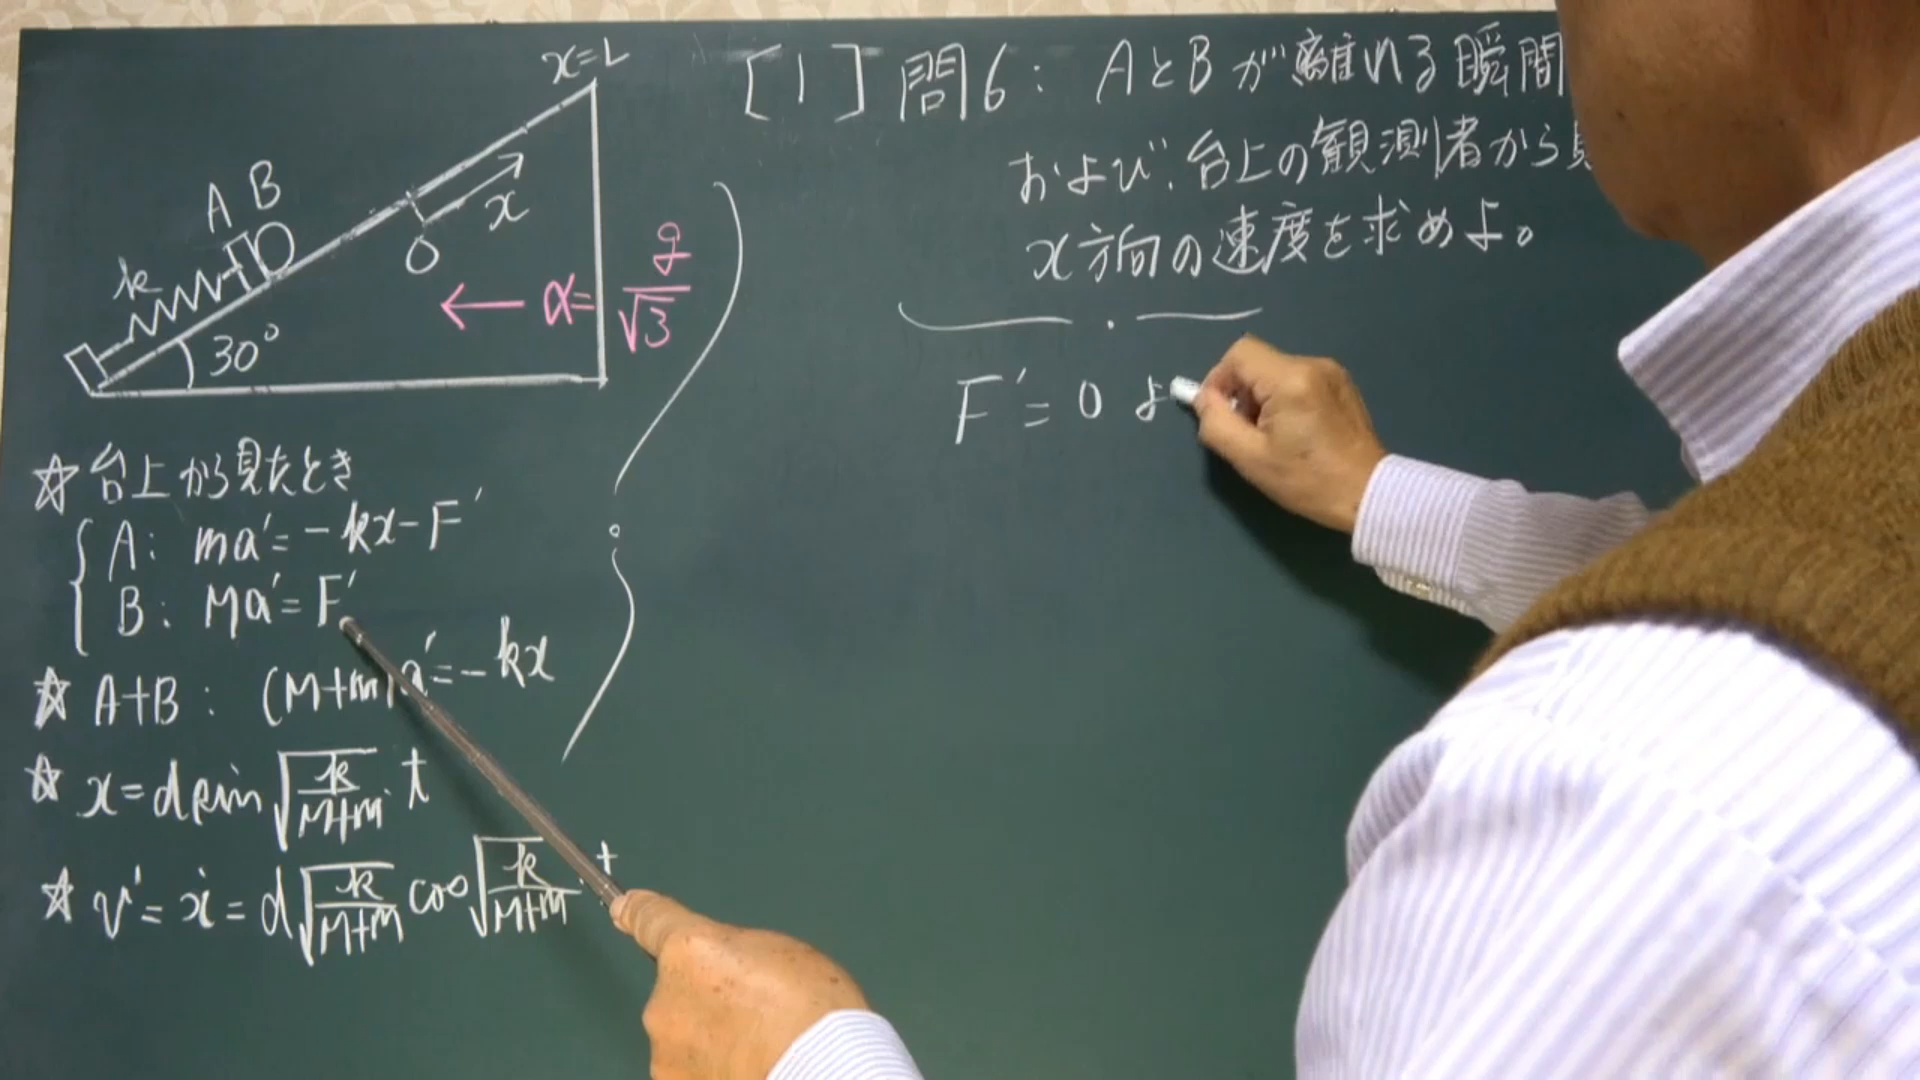 x=L
A B
k
x
O
α= g/√3
30°
[1] 問6: AとBが離れる瞬間
および、台上の観測者から見
x方向の速度を求めよ。
F'=0 よ
☆ 台上から見たとき
A: ma'=-kx-F'
B: Ma'=F'
☆ A+B: (M+m)a'=-kx
☆ x=d sin √(k/M+m) t
☆ v'=ẋ=d√(k/M+m) cos √(k/M+m) t